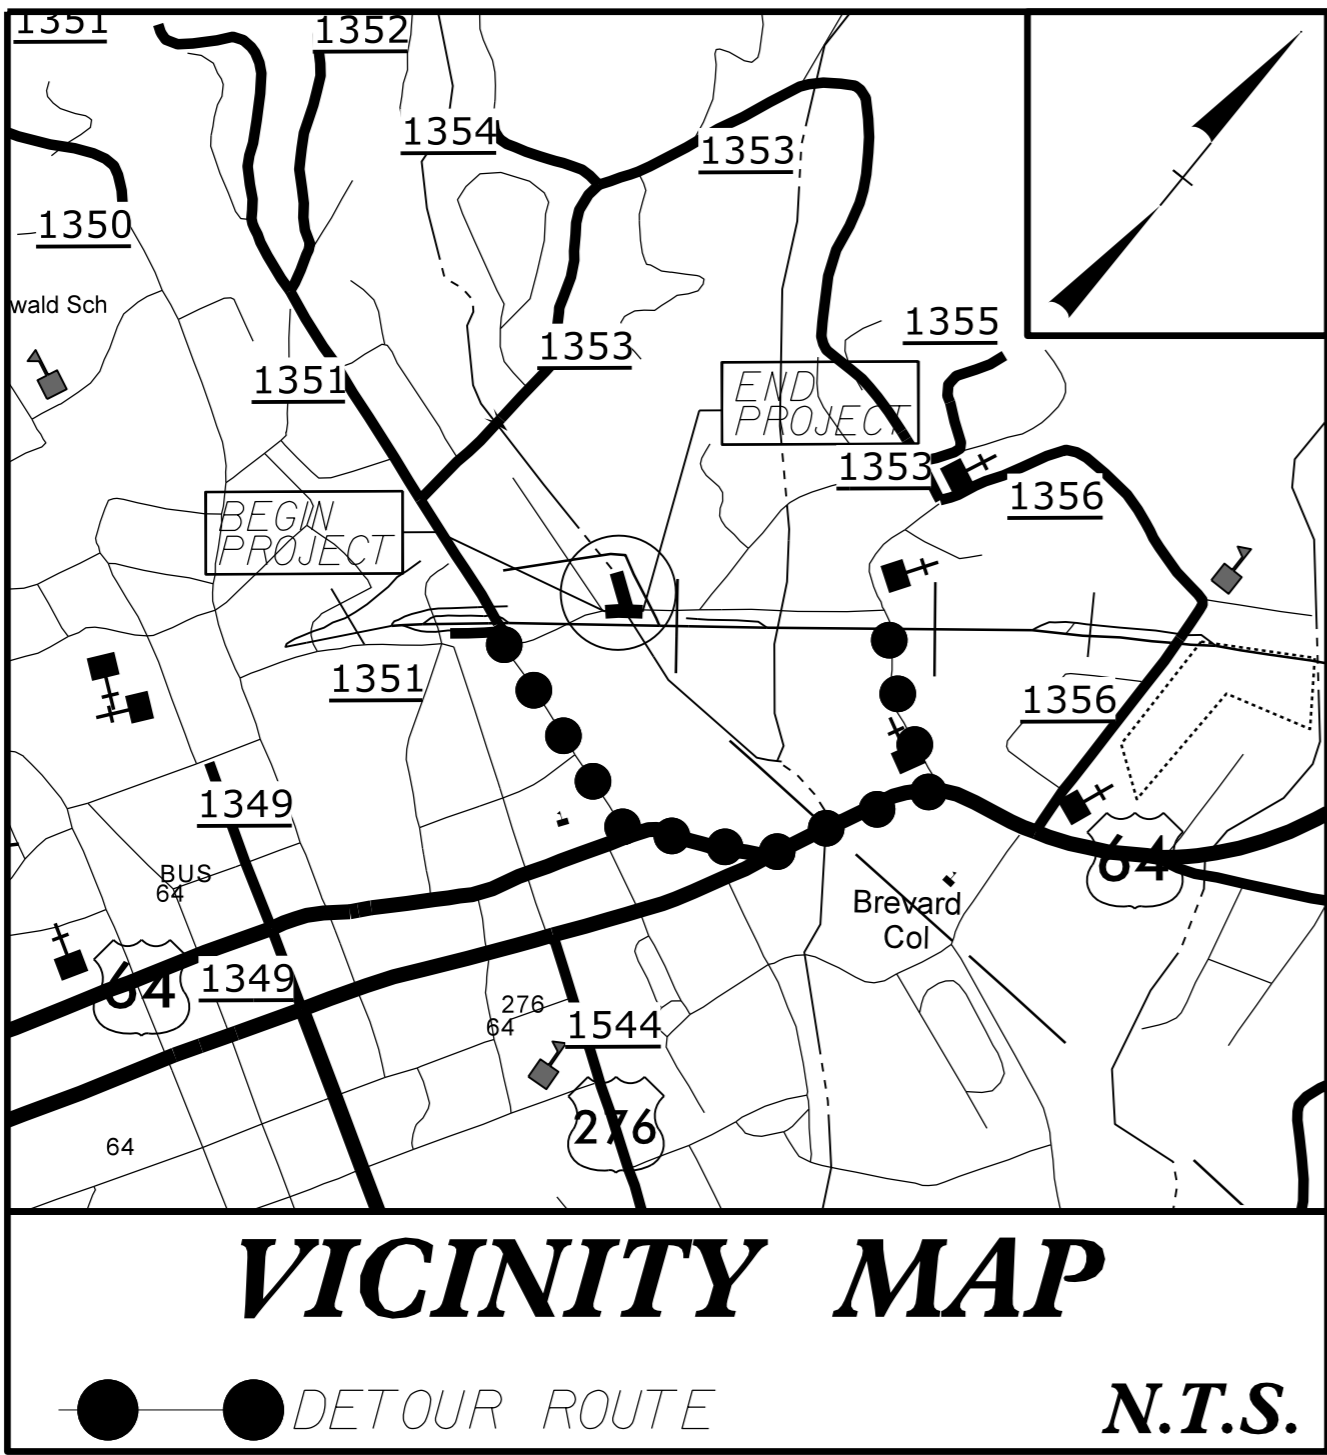 1351
1352
1354
1353
1350
wald Sch
1355
1353
1351
END
PROJECT
1353
1356
BEGIN
PROJECT
1351
1356
1349
BUS
64
64
Brevard
Col
64
1349
276
64
1544
276
64
VICINITY MAP
DETOUR ROUTE
N.T.S.